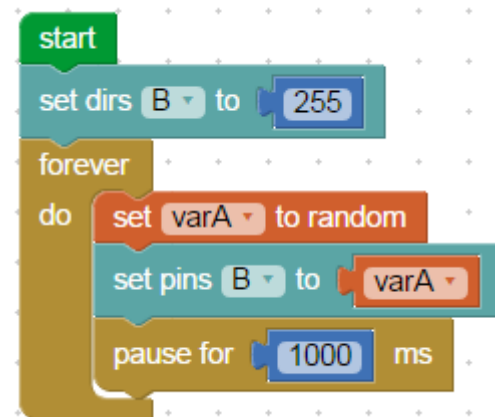 start
set dirs B to 255
forever
do set varA to random
set pins B to varA
pause for 1000 ms